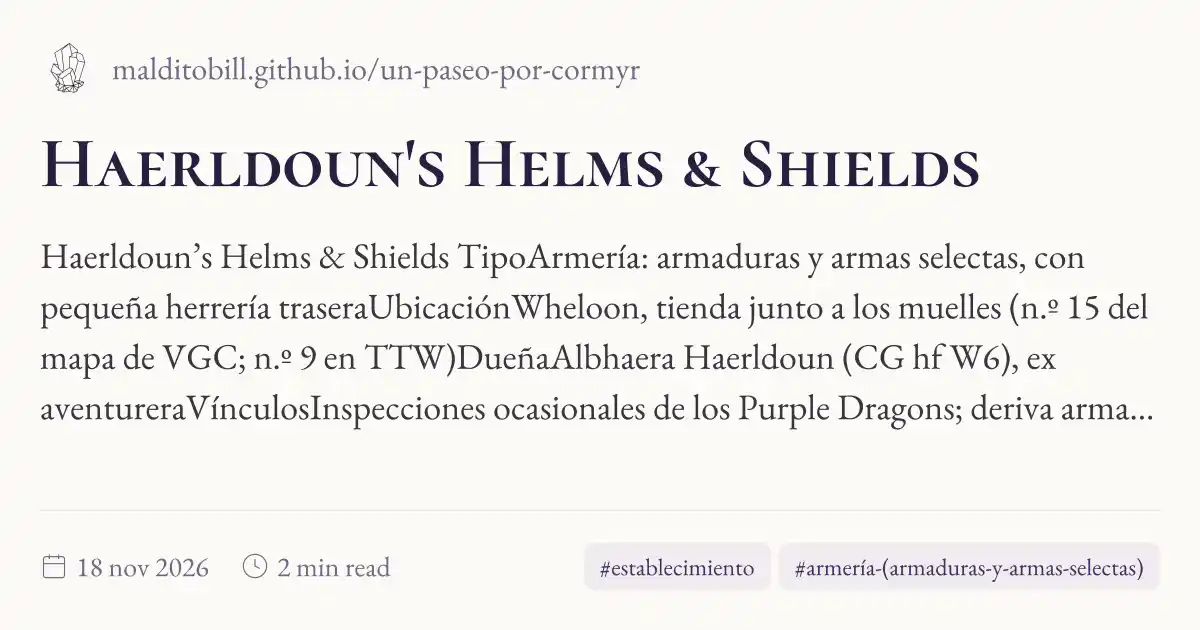 malditobill.github.io/un-paseo-por-cormyr
Haerldoun's Helms & Shields
Haerldoun’s Helms & Shields TipoArmería: armaduras y armas selectas, con
pequeña herrería traseraUbicaciónWheloon, tienda junto a los muelles (n.º 15 del
mapa de VGC; n.º 9 en TTW)DueñaAlbhaera Haerldoun (CG hf W6), ex
aventureraVínculosInspecciones ocasionales de los Purple Dragons; deriva arma...
18 nov 2026 2 min read #establecimiento #armería-(armaduras-y-armas-selectas)